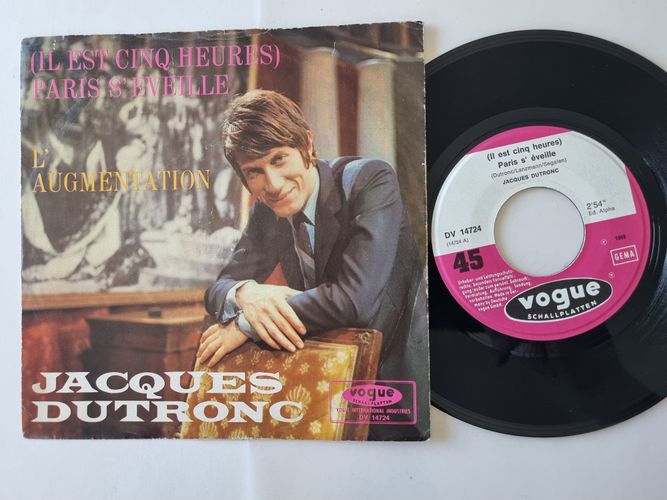 (IL EST CINQ HEURES)
PARIS S'EVEILLE
L'
AUGMENTATION
JACQUES
DUTRONC
vogue
SCHALLPLATTEN
VOGUE INTERNATIONAL INDUSTRIES
DV 14724
(Il est cinq heures)
Paris s' éveille
(Dutronc/Lanzmann/Segalen)
JACQUES DUTRONC
DV 14724
(14724 A)
2'54"
Ed. Alpha
45
1968
GEMA
vogue
SCHALLPLATTEN